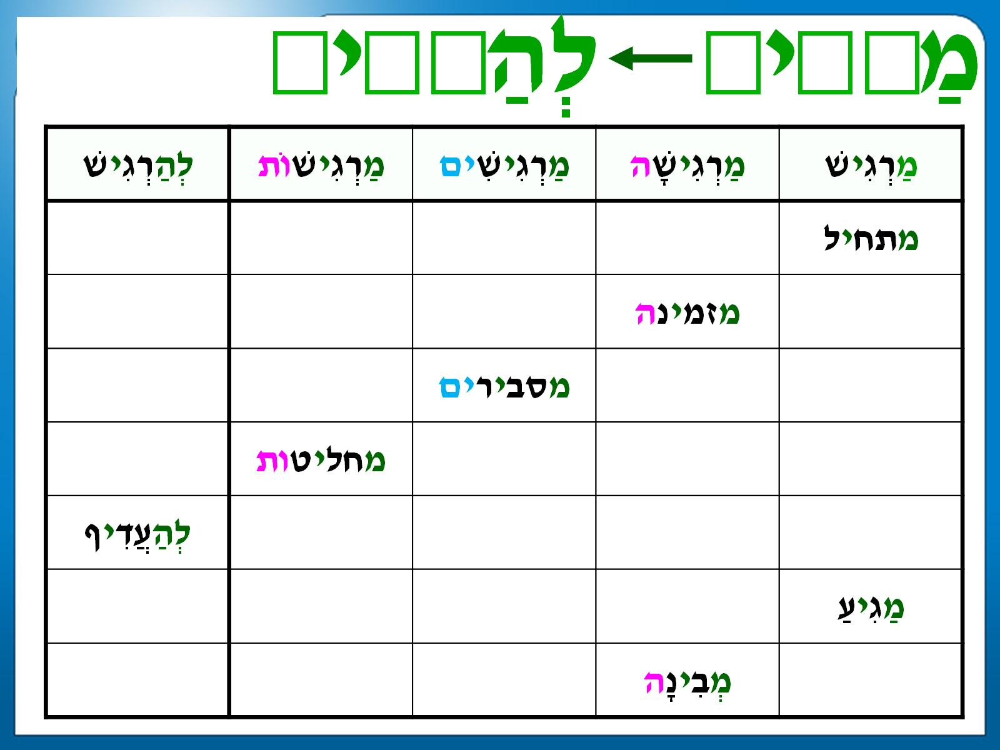 מַ□□י□ ← לְהַ□□י□
מַרְגִישׁ מַרְגִישָׁה מַרְגִישִׁים מַרְגִישׁוֹת לְהַרְגִישׁ
מתחיל
מזמינה
מסבירים
מחליטות
לְהַעֲדִיף
מַגִיעַ
מְבִינָה